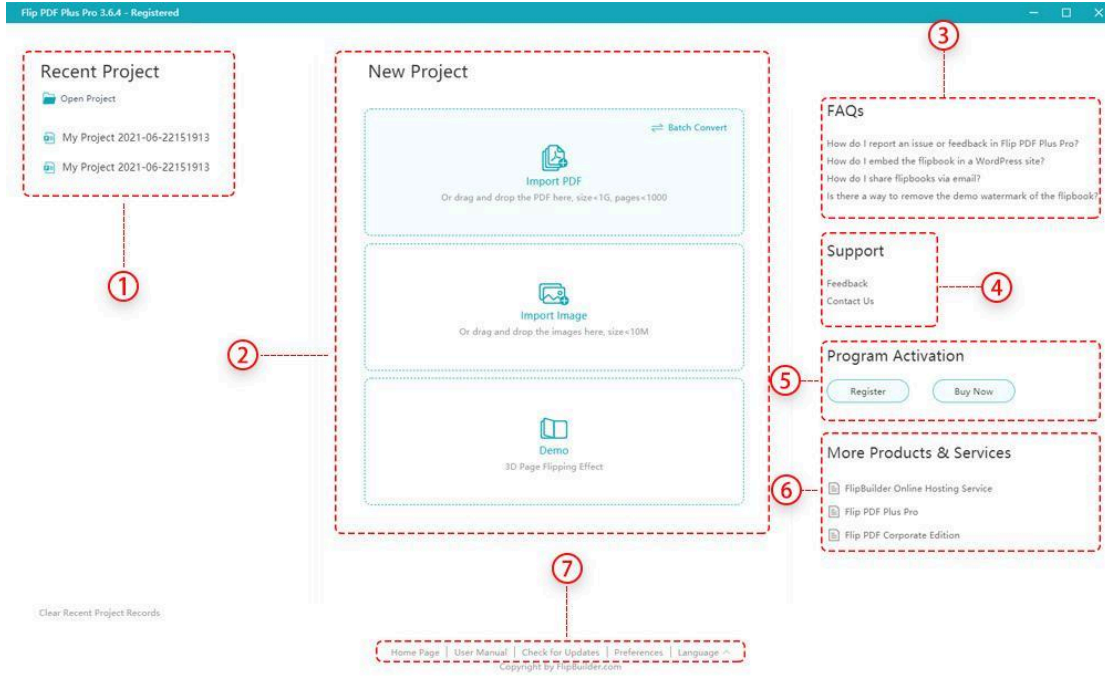 Flip PDF Plus Pro 3.6.4 - Registered
Recent Project
Open Project
My Project 2021-06-22151913
My Project 2021-06-22151913
1
Clear Recent Project Records
New Project
Batch Convert
Import PDF
Or drag and drop the PDF here, size<1G, pages<1000
Import Image
Or drag and drop the images here, size<10M
Demo
3D Page Flipping Effect
2
3
FAQs
How do I report an issue or feedback in Flip PDF Plus Pro?
How do I embed the flipbook in a WordPress site?
How do I share flipbooks via email?
Is there a way to remove the demo watermark of the flipbook?
Support
Feedback
Contact Us
4
Program Activation
Register
Buy Now
5
More Products & Services
FlipBuilder Online Hosting Service
Flip PDF Plus Pro
Flip PDF Corporate Edition
6
7
Home Page | User Manual | Check for Updates | Preferences | Language
Copyright by FlipBuilder.com